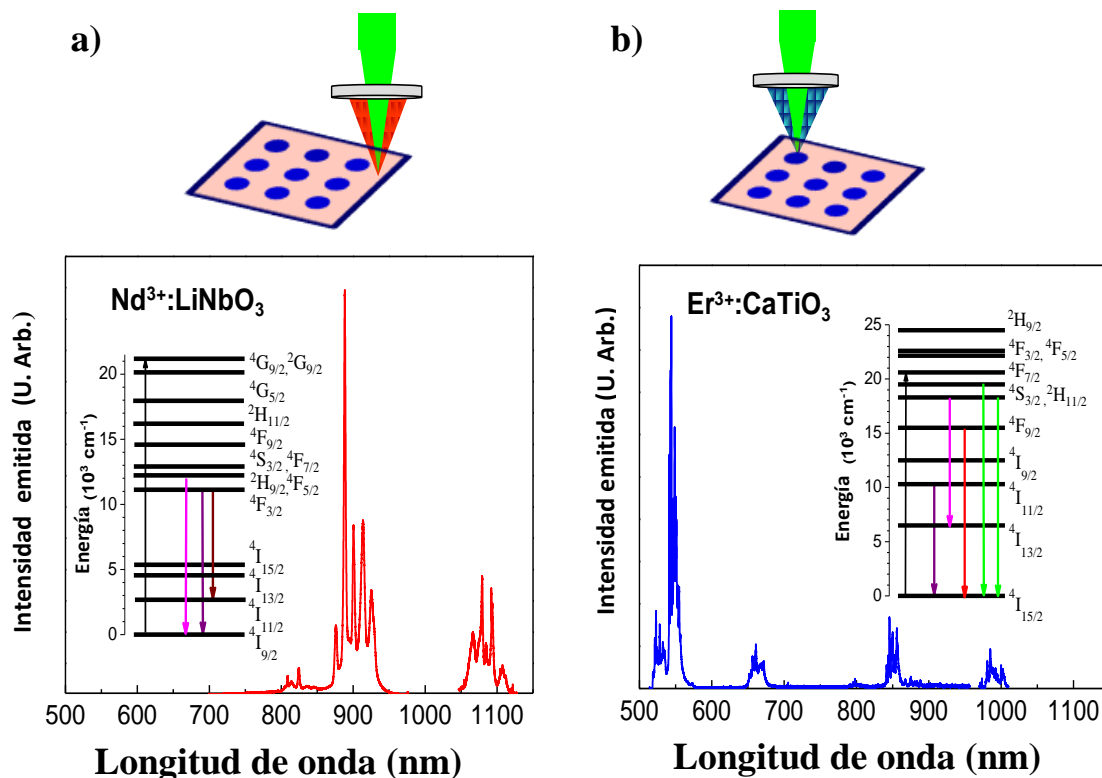 a)
Nd³⁺:LiNbO₃
Intensidad emitida (U. Arb.)
Energía (10³ cm⁻¹)
20
15
10
5
0
⁴G₉/₂,²G₉/₂
⁴G₅/₂
²H₁₁/₂
⁴F₉/₂
⁴S₃/₂,⁴F₇/₂
²H₉/₂,⁴F₅/₂
⁴F₃/₂
⁴I₁₅/₂
⁴I₁₃/₂
⁴I₁₁/₂
⁴I₉/₂
500 600 700 800 900 1000 1100
Longitud de onda (nm)
b)
Er³⁺:CaTiO₃
Intensidad emitida (U. Arb.)
Energía (10³ cm⁻¹)
25
20
15
10
5
0
²H₉/₂
⁴F₃/₂, ⁴F₅/₂
⁴F₇/₂
⁴S₃/₂,²H₁₁/₂
⁴F₉/₂
⁴I₉/₂
⁴I₁₁/₂
⁴I₁₃/₂
⁴I₁₅/₂
500 600 700 800 900 1000 1100
Longitud de onda (nm)